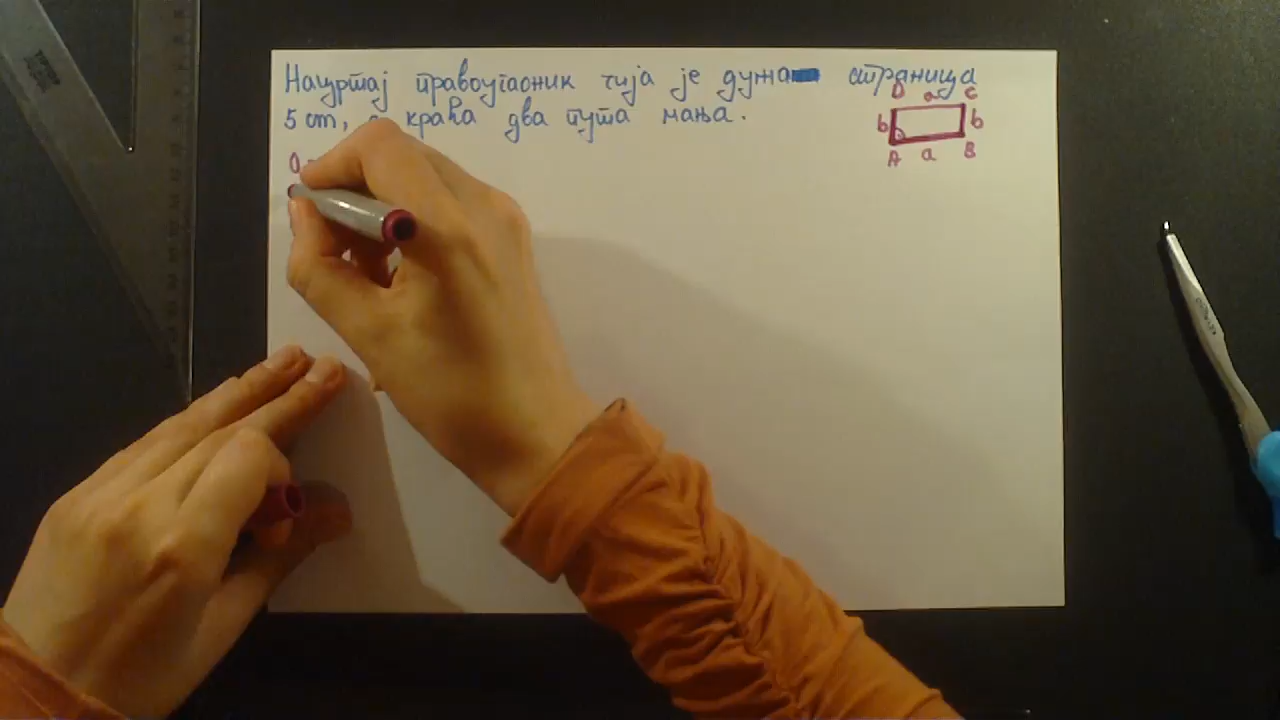 Нацртај правоугаоник чија је дужа страница
5 cm, а краћа два пута мања.
D a C
b b
A a B
a